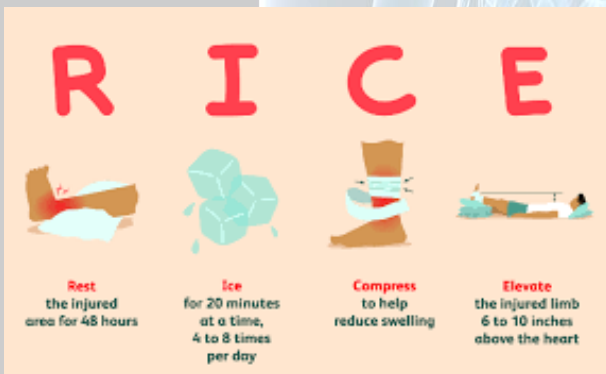 R I C E
Rest
the injured
area for 48 hours
Ice
for 20 minutes
at a time,
4 to 8 times
per day
Compress
to help
reduce swelling
Elevate
the injured limb
6 to 10 inches
above the heart